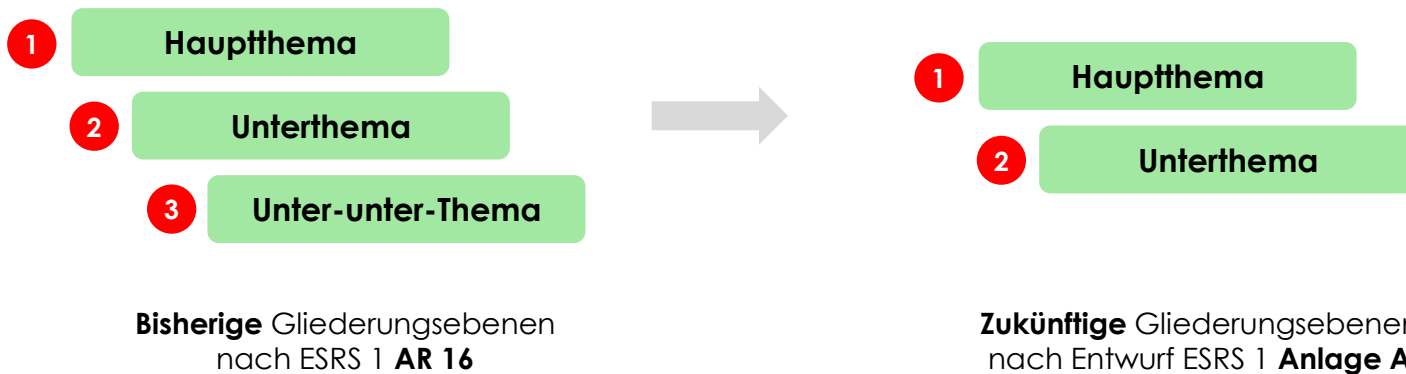 1 Hauptthema
2 Unterthema
3 Unter-unter-Thema
Bisherige Gliederungsebenen
nach ESRS 1 AR 16
1 Hauptthema
2 Unterthema
Zukünftige Gliederungsebenen
nach Entwurf ESRS 1 Anlage A